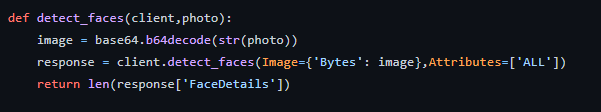 def detect_faces(client,photo):
    image = base64.b64decode(str(photo))
    response = client.detect_faces(Image={'Bytes': image},Attributes=['ALL'])
    return len(response['FaceDetails'])